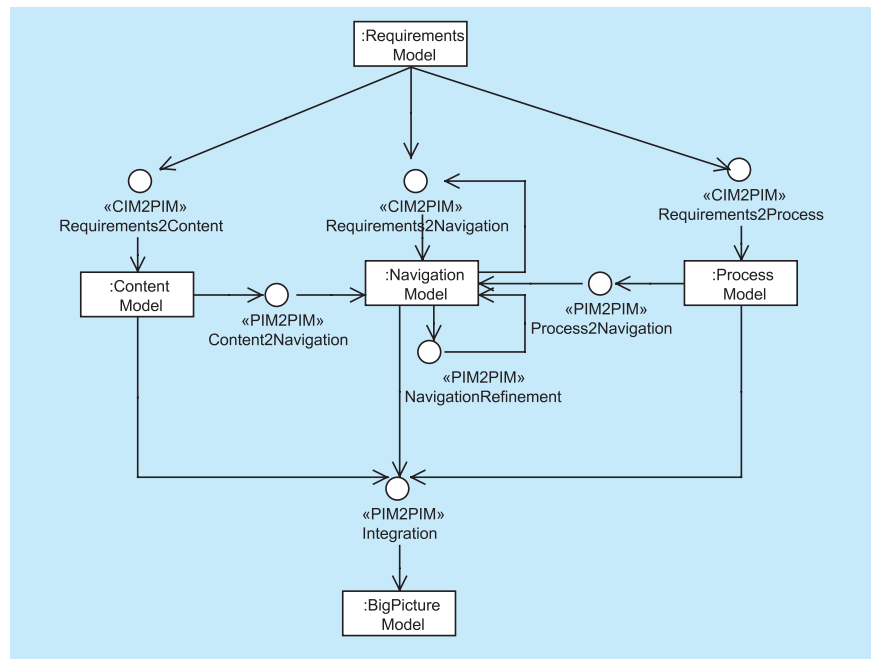 :Requirements
Model
«CIM2PIM»
Requirements2Content
«CIM2PIM»
Requirements2Navigation
«CIM2PIM»
Requirements2Process
:Content
Model
:Navigation
Model
:Process
Model
«PIM2PIM»
Content2Navigation
«PIM2PIM»
Process2Navigation
«PIM2PIM»
NavigationRefinement
«PIM2PIM»
Integration
:BigPicture
Model